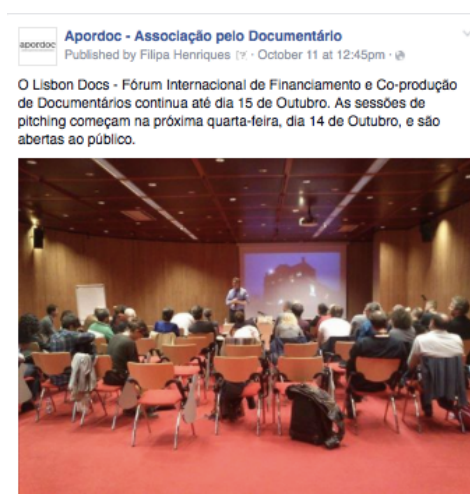 apordoc
Apordoc - Associação pelo Documentário
Published by Filipa Henriques · October 11 at 12:45pm ·
O Lisbon Docs - Fórum Internacional de Financiamento e Co-produção
de Documentários continua até dia 15 de Outubro. As sessões de
pitching começam na próxima quarta-feira, dia 14 de Outubro, e são
abertas ao público.